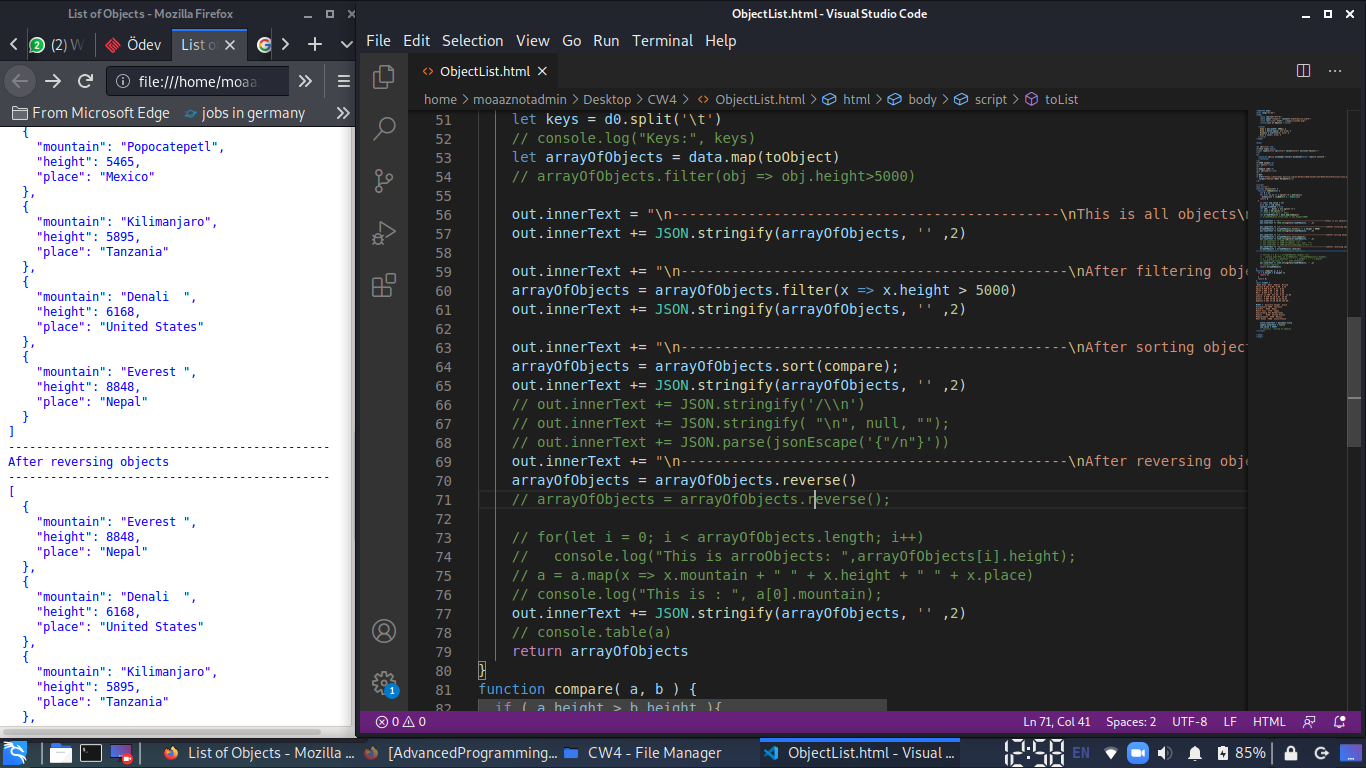 List of Objects - Mozilla Firefox
(2) W
Ödev
List of
file:///home/moaa
From Microsoft Edge
jobs in germany
{
"mountain": "Popocatepetl",
"height": 5465,
"place": "Mexico"
},
{
"mountain": "Kilimanjaro",
"height": 5895,
"place": "Tanzania"
},
{
"mountain": "Denali  ",
"height": 6168,
"place": "United States"
},
{
"mountain": "Everest ",
"height": 8848,
"place": "Nepal"
}
]
----------------------------------------------
After reversing objects
----------------------------------------------
[
{
"mountain": "Everest ",
"height": 8848,
"place": "Nepal"
},
{
"mountain": "Denali  ",
"height": 6168,
"place": "United States"
},
{
"mountain": "Kilimanjaro",
"height": 5895,
"place": "Tanzania"
},
ObjectList.html - Visual Studio Code
File Edit Selection View Go Run Terminal Help
ObjectList.html
home > moaaznotadmin > Desktop > CW4 > ObjectList.html > html > body > script > toList
51 let keys = d0.split('\t')
52 // console.log("Keys:", keys)
53 let arrayOfObjects = data.map(toObject)
54 // arrayOfObjects.filter(obj => obj.height>5000)
55
56 out.innerText = "\n----------------------------------------------\nThis is all objects\n
57 out.innerText += JSON.stringify(arrayOfObjects, '' ,2)
58
59 out.innerText += "\n----------------------------------------------\nAfter filtering obje
60 arrayOfObjects = arrayOfObjects.filter(x => x.height > 5000)
61 out.innerText += JSON.stringify(arrayOfObjects, '' ,2)
62
63 out.innerText += "\n----------------------------------------------\nAfter sorting object
64 arrayOfObjects = arrayOfObjects.sort(compare);
65 out.innerText += JSON.stringify(arrayOfObjects, '' ,2)
66 // out.innerText += JSON.stringify('/\\n')
67 // out.innerText += JSON.stringify( "\n", null, "");
68 // out.innerText += JSON.parse(jsonEscape('{"/n"}'))
69 out.innerText += "\n----------------------------------------------\nAfter reversing obje
70 arrayOfObjects = arrayOfObjects.reverse()
71 // arrayOfObjects = arrayOfObjects.reverse();
72
73 // for(let i = 0; i < arrayOfObjects.length; i++)
74 //   console.log("This is arroObjects: ",arrayOfObjects[i].height);
75 // a = a.map(x => x.mountain + " " + x.height + " " + x.place)
76 // console.log("This is : ", a[0].mountain);
77 out.innerText += JSON.stringify(arrayOfObjects, '' ,2)
78 // console.table(a)
79 return arrayOfObjects
80 }
81 function compare( a, b ) {
82 if ( a.height > b.height ){
1
0 0 Ln 71, Col 41 Spaces: 2 UTF-8 LF HTML
List of Objects - Mozilla ... [AdvancedProgramming... CW4 - File Manager ObjectList.html - Visual ... 12:50 EN 85%